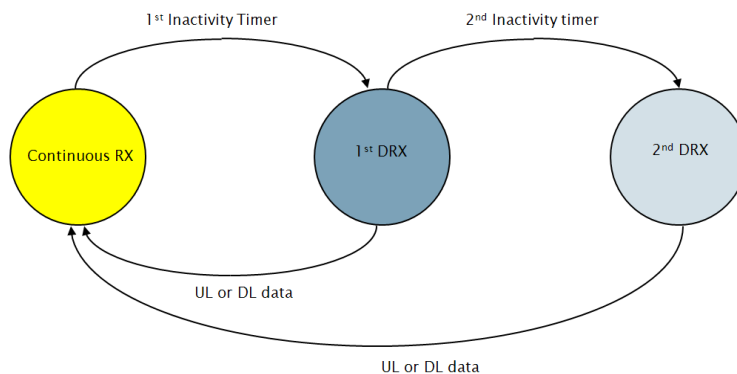 1st Inactivity Timer
2nd Inactivity timer
Continuous RX
1st DRX
2nd DRX
UL or DL data
UL or DL data